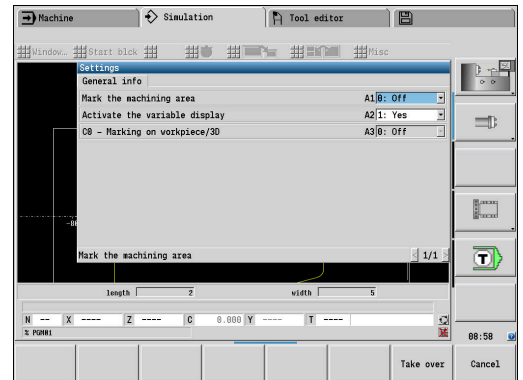 Machine Simulation Tool editor
Window… Start blck Misc
Settings
General info
Mark the machining area A1 0: Off
Activate the variable display A2 1: Yes
C0 - Marking on workpiece/3D A3 0: Off
Mark the machining area 1/1
length 2 width 5
N -- X ---- Z ---- C 0.000 Y ---- T ----
% PGM01
08:58
T
Take over Cancel